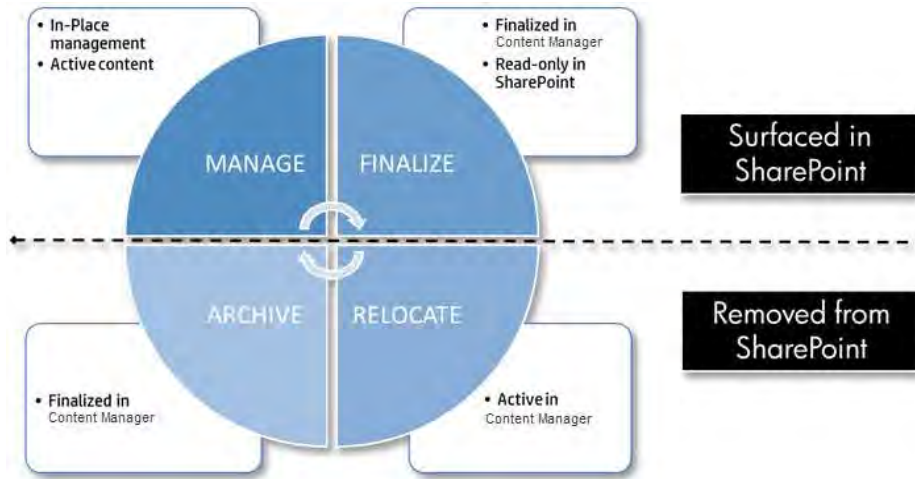 • In-Place
management
• Active content
• Finalized in
Content Manager
• Read-only in
SharePoint
MANAGE
FINALIZE
Surfaced in
SharePoint
ARCHIVE
RELOCATE
Removed from
SharePoint
• Finalized in
Content Manager
• Active in
Content Manager